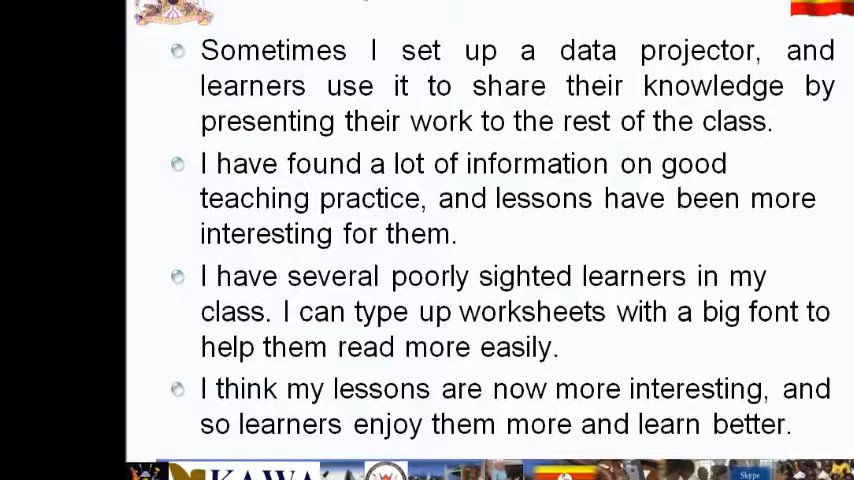 Sometimes I set up a data projector, and
learners use it to share their knowledge by
presenting their work to the rest of the class.
I have found a lot of information on good
teaching practice, and lessons have been more
interesting for them.
I have several poorly sighted learners in my
class. I can type up worksheets with a big font to
help them read more easily.
I think my lessons are now more interesting, and
so learners enjoy them more and learn better.
KAWA
Skype